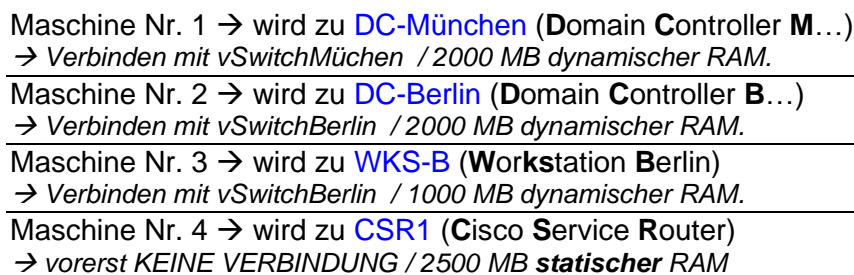 Maschine Nr. 1 → wird zu DC-München (Domain Controller M…)
→ Verbinden mit vSwitchMüchen / 2000 MB dynamischer RAM.
Maschine Nr. 2 → wird zu DC-Berlin (Domain Controller B…)
→ Verbinden mit vSwitchBerlin / 2000 MB dynamischer RAM.
Maschine Nr. 3 → wird zu WKS-B (Workstation Berlin)
→ Verbinden mit vSwitchBerlin / 1000 MB dynamischer RAM.
Maschine Nr. 4 → wird zu CSR1 (Cisco Service Router)
→ vorerst KEINE VERBINDUNG / 2500 MB statischer RAM